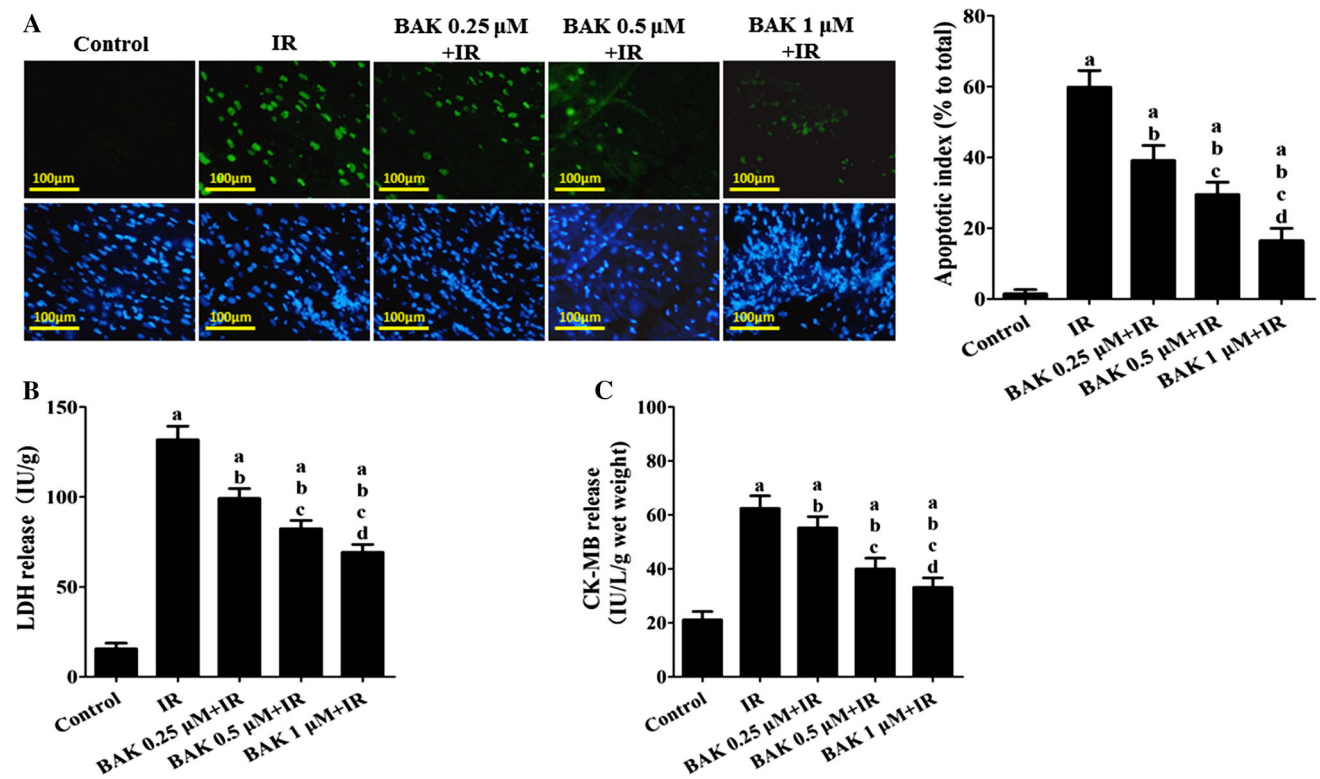 A
Control
IR
BAK 0.25 µM
+IR
BAK 0.5 µM
+IR
BAK 1 µM
+IR
100µm
100µm
100µm
100µm
100µm
100µm
100µm
100µm
100µm
100µm
Apoptotic index (% to total)
80
60
40
20
0
a
a
b
a
b
c
a
b
c
d
Control
IR
BAK 0.25 µM+IR
BAK 0.5 µM+IR
BAK 1 µM+IR
B
LDH release (IU/g)
150
100
50
0
a
a
b
a
b
c
a
b
c
d
Control
IR
BAK 0.25 µM+IR
BAK 0.5 µM+IR
BAK 1 µM+IR
C
CK-MB release
(IU/L/g wet weight)
100
80
60
40
20
0
a
a
b
a
b
c
a
b
c
d
Control
IR
BAK 0.25 µM+IR
BAK 0.5 µM+IR
BAK 1 µM+IR